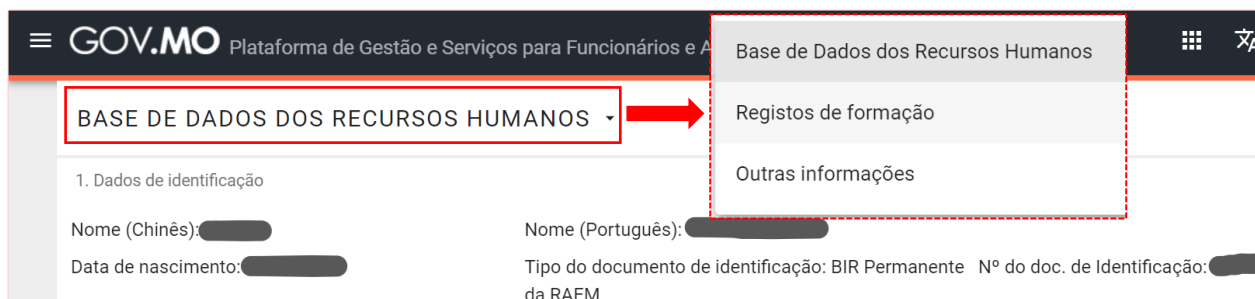 GOV.MO Plataforma de Gestão e Serviços para Funcionários e A
Base de Dados dos Recursos Humanos
BASE DE DADOS DOS RECURSOS HUMANOS
Registos de formação
Outras informações
1. Dados de identificação
Nome (Chinês):
Nome (Português):
Data de nascimento:
Tipo do documento de identificação: BIR Permanente
Nº do doc. de Identificação:
da RAEM